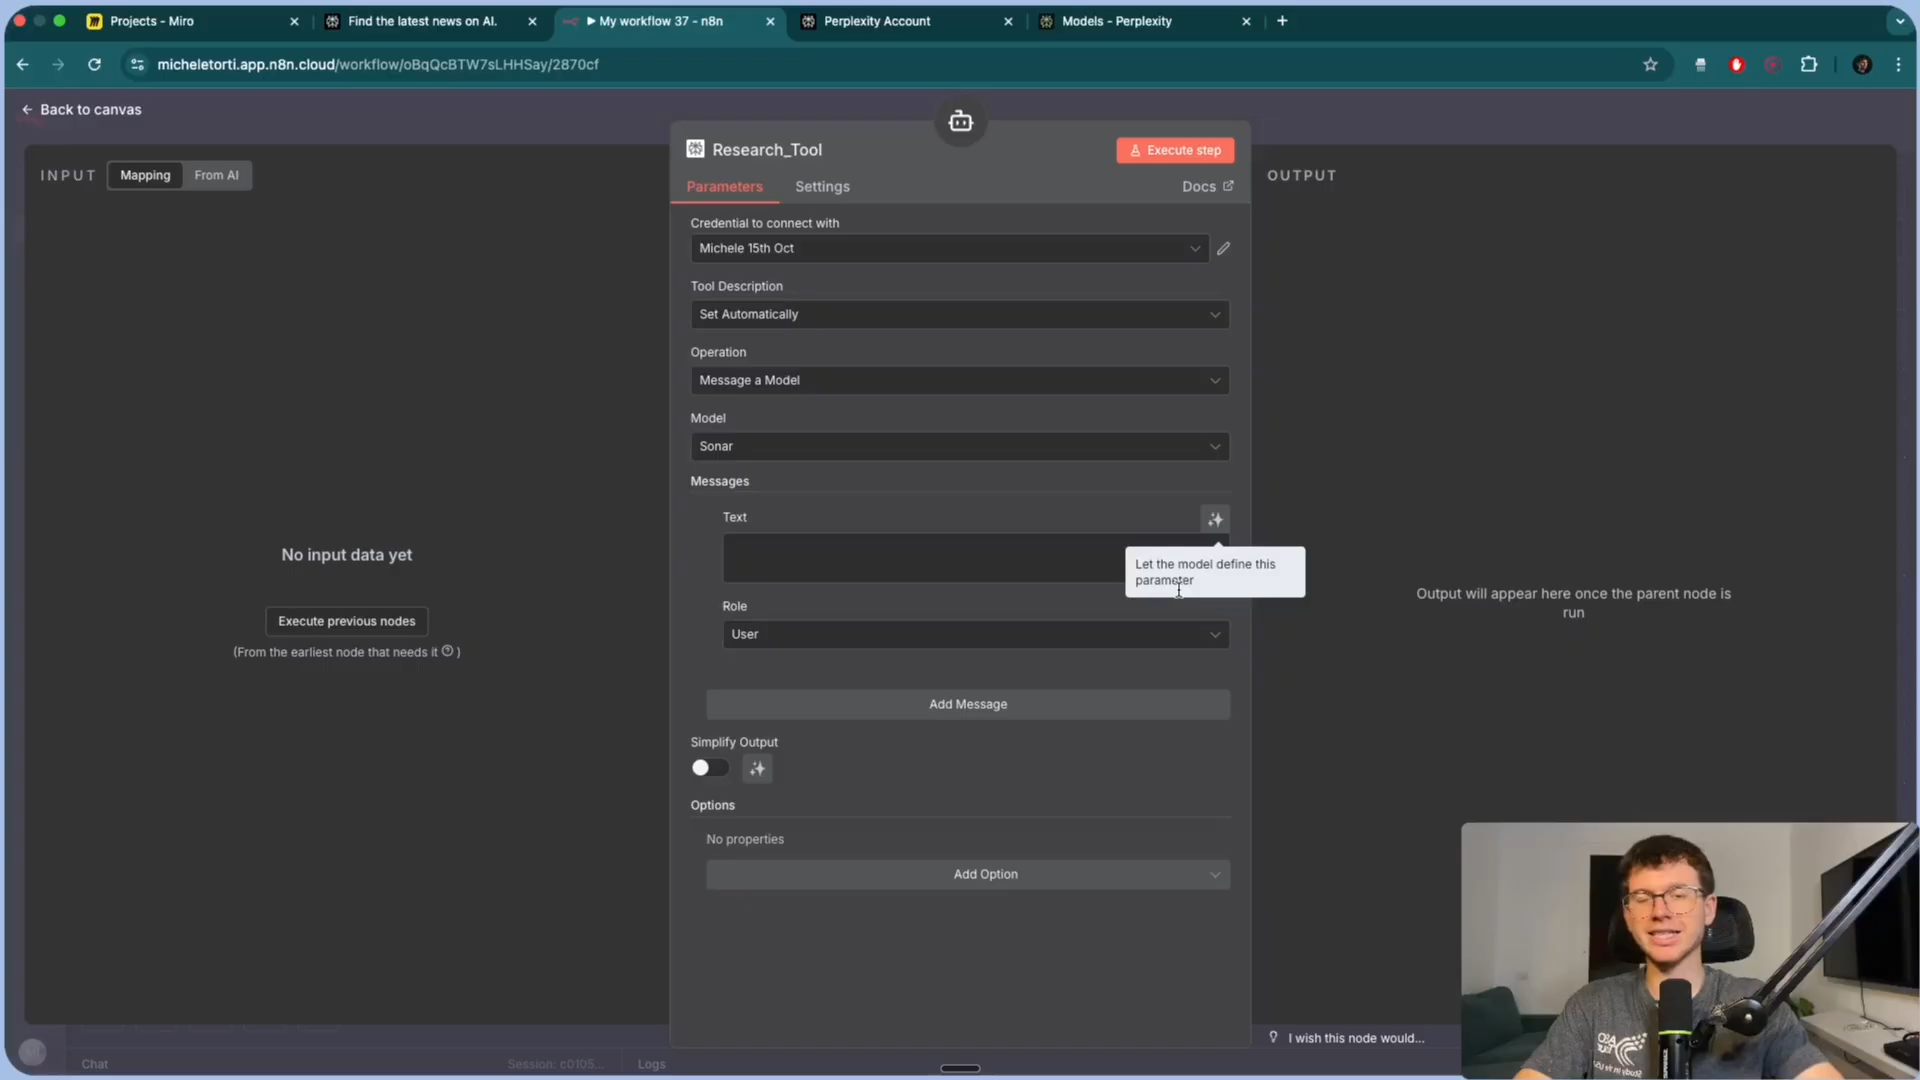 Projects - Miro
Find the latest news on AI.
▶ My workflow 37 - n8n
Perplexity Account
Models - Perplexity
micheletorti.app.n8n.cloud/workflow/oBqQcBTW7sLHHSay/2870cf
Back to canvas
INPUT
Mapping
From AI
No input data yet
Execute previous nodes
(From the earliest node that needs it )
Research_Tool
Execute step
Parameters
Settings
Docs
Credential to connect with
Michele 15th Oct
Tool Description
Set Automatically
Operation
Message a Model
Model
Sonar
Messages
Text
Let the model define this
parameter
Role
User
Add Message
Simplify Output
Options
No properties
Add Option
OUTPUT
Output will appear here once the parent node is
run
I wish this node would...
Chat
Session: c0105...
Logs